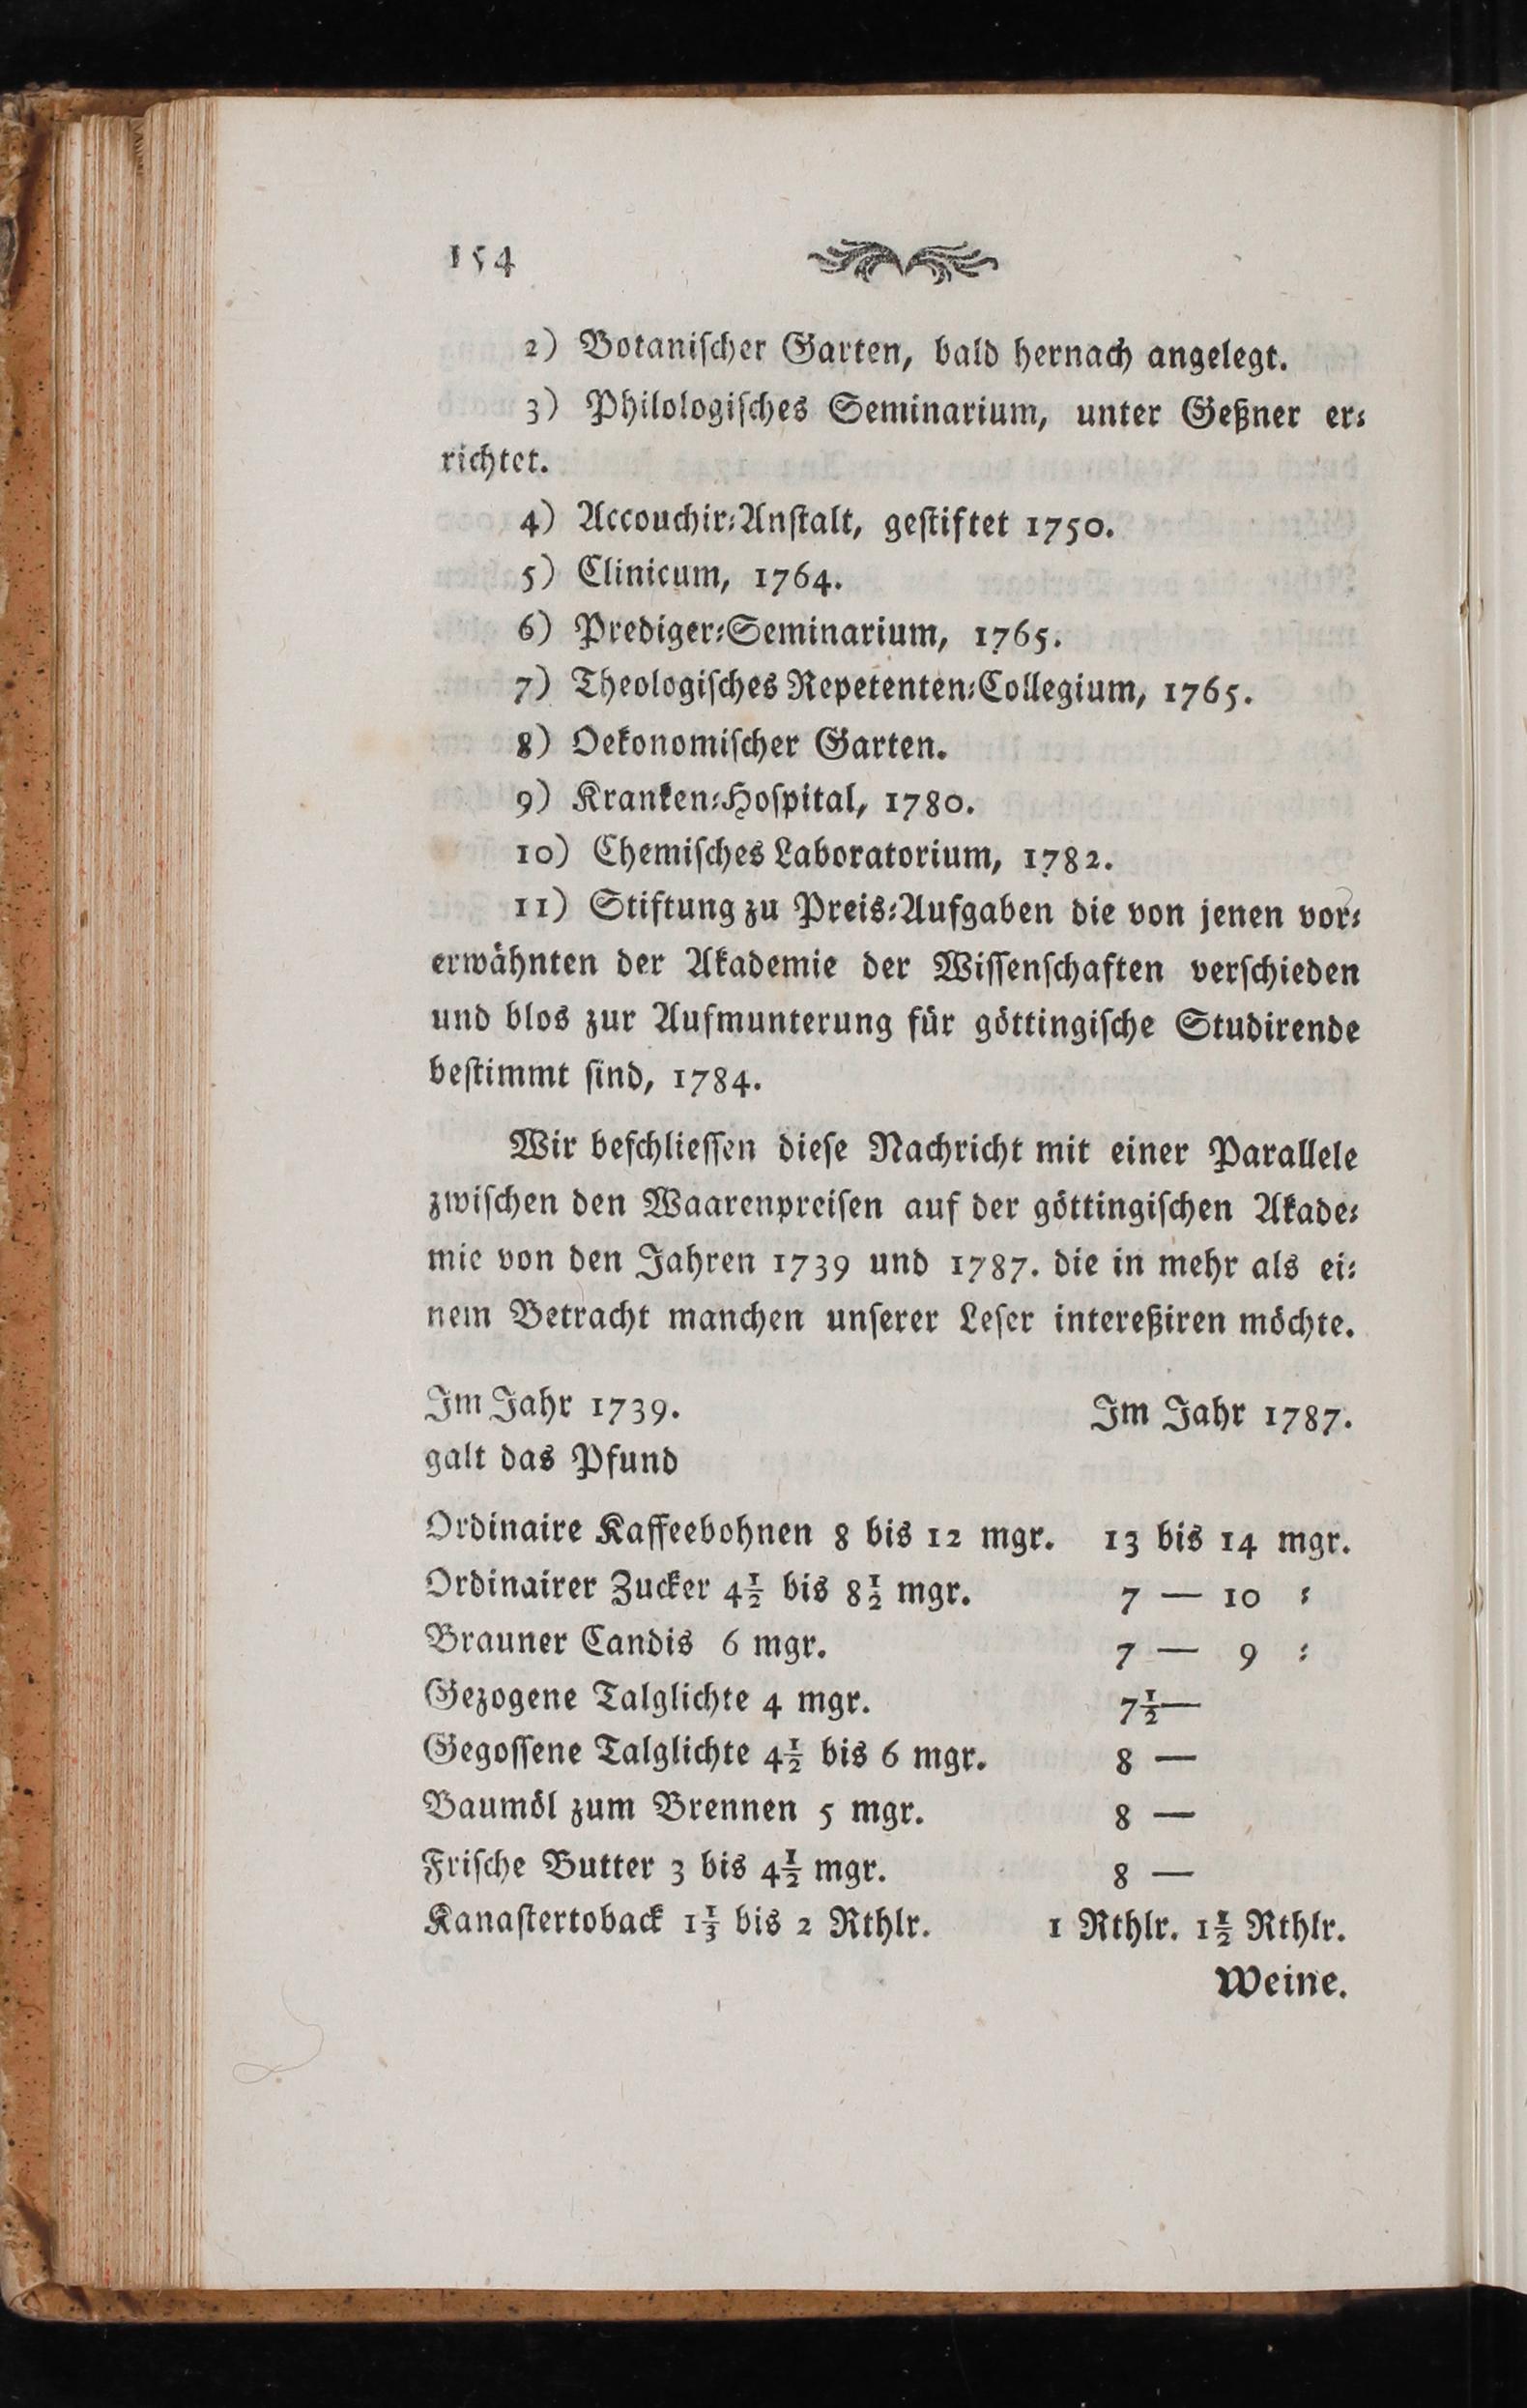 154
2) Botaniſcher Garten, bald hernach angelegt.
3) Philologiſches Seminarium, unter Geßner er⸗
richtet.
4) Accouchir⸗Anſtalt, geſtiftet 1750.
5) Clinicum, 1764.
6) Prediger⸗Seminarium, 1765.
7) Theologiſches Repetenten⸗Collegium, 1765.
8) Oekonomiſcher Garten.
9) Kranken⸗Hoſpital, 1780.
10) Chemiſches Laboratorium, 1782.
11) Stiftung zu Preis⸗Aufgaben die von jenen vor⸗
erwähnten der Akademie der Wiſſenſchaften verſchieden
und blos zur Aufmunterung für göttingiſche Studirende
beſtimmt ſind, 1784.
Wir beſchlieſſen dieſe Nachricht mit einer Parallele
zwiſchen den Waarenpreiſen auf der göttingiſchen Akade⸗
mie von den Jahren 1739 und 1787. die in mehr als ei⸗
nem Betracht manchen unſerer Leſer intereßiren möchte.
Im Jahr 1739. Im Jahr 1787.
galt das Pfund
Ordinaire Kaffeebohnen 8 bis 12 mgr. 13 bis 14 mgr.
Ordinairer Zucker 4½ bis 8½ mgr. 7 — 10 ⸗
Brauner Candis 6 mgr. 7 — 9 ⸗
Gezogene Talglichte 4 mgr. 7½—
Gegoſſene Talglichte 4½ bis 6 mgr. 8 —
Baumöl zum Brennen 5 mgr. 8 —
Friſche Butter 3 bis 4½ mgr. 8 —
Kanaſtertoback 1⅓ bis 2 Rthlr. 1 Rthlr. 1½ Rthlr.
Weine.